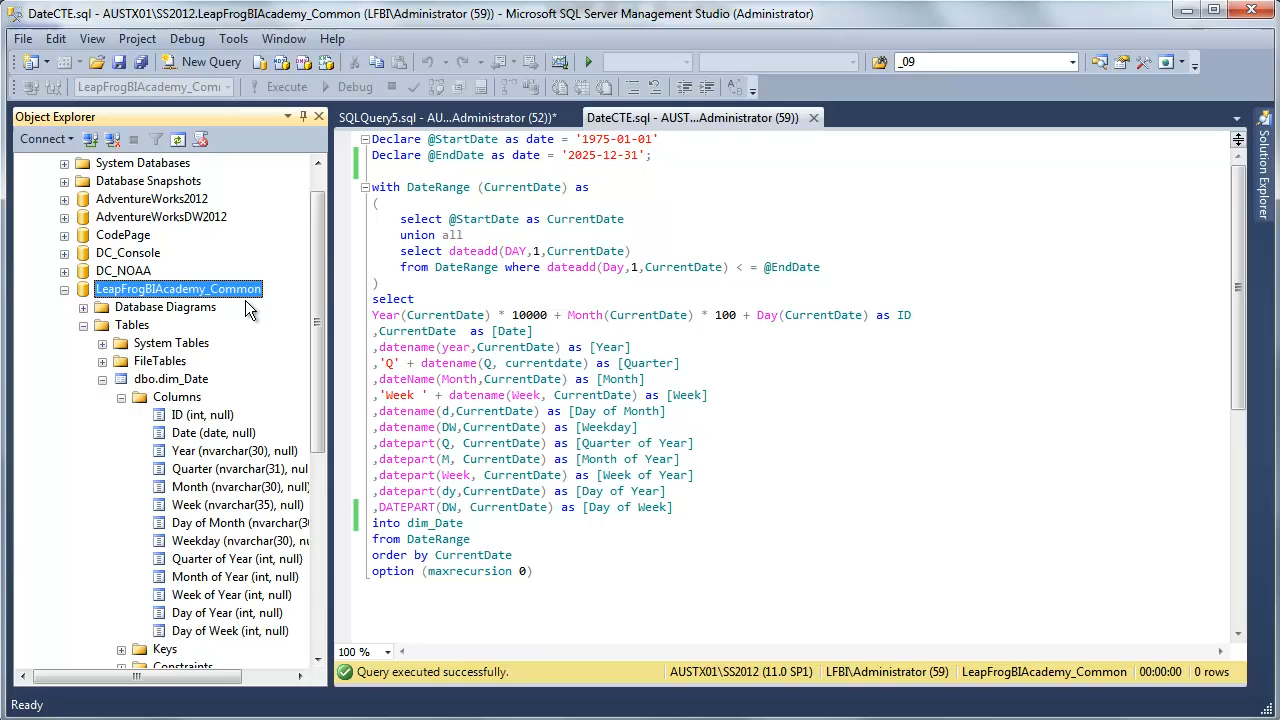 DateCTE.sql - AUSTX01\SS2012.LeapFrogBIAcademy_Common (LFBI\Administrator (59)) - Microsoft SQL Server Management Studio (Administrator)
File Edit View Project Debug Tools Window Help
New Query _09
LeapFrogBIAcademy_Com Execute Debug
Object Explorer
SQLQuery5.sql - AU...Administrator (52))*
DateCTE.sql - AUST...Administrator (59))
Connect
System Databases
Database Snapshots
AdventureWorks2012
AdventureWorksDW2012
CodePage
DC_Console
DC_NOAA
LeapFrogBIAcademy_Common
Database Diagrams
Tables
System Tables
FileTables
dbo.dim_Date
Columns
ID (int, null)
Date (date, null)
Year (nvarchar(30), null)
Quarter (nvarchar(31), nul
Month (nvarchar(30), null)
Week (nvarchar(35), null)
Day of Month (nvarchar(30
Weekday (nvarchar(30), nu
Quarter of Year (int, null)
Month of Year (int, null)
Week of Year (int, null)
Day of Year (int, null)
Day of Week (int, null)
Keys
Constraints
Declare @StartDate as date = '1975-01-01'
Declare @EndDate as date = '2025-12-31';
with DateRange (CurrentDate) as
(
select @StartDate as CurrentDate
union all
select dateadd(DAY,1,CurrentDate)
from DateRange where dateadd(Day,1,CurrentDate) < = @EndDate
)
select
Year(CurrentDate) * 10000 + Month(CurrentDate) * 100 + Day(CurrentDate) as ID
,CurrentDate as [Date]
,datename(year,CurrentDate) as [Year]
,'Q' + datename(Q, currentdate) as [Quarter]
,dateName(Month,CurrentDate) as [Month]
,'Week ' + datename(Week, CurrentDate) as [Week]
,datename(d,CurrentDate) as [Day of Month]
,datename(DW,CurrentDate) as [Weekday]
,datepart(Q, CurrentDate) as [Quarter of Year]
,datepart(M, CurrentDate) as [Month of Year]
,datepart(Week, CurrentDate) as [Week of Year]
,datepart(dy,CurrentDate) as [Day of Year]
,DATEPART(DW, CurrentDate) as [Day of Week]
into dim_Date
from DateRange
order by CurrentDate
option (maxrecursion 0)
Solution Explorer
100 %
Query executed successfully. AUSTX01\SS2012 (11.0 SP1) LFBI\Administrator (59) LeapFrogBIAcademy_Common 00:00:00 0 rows
Ready